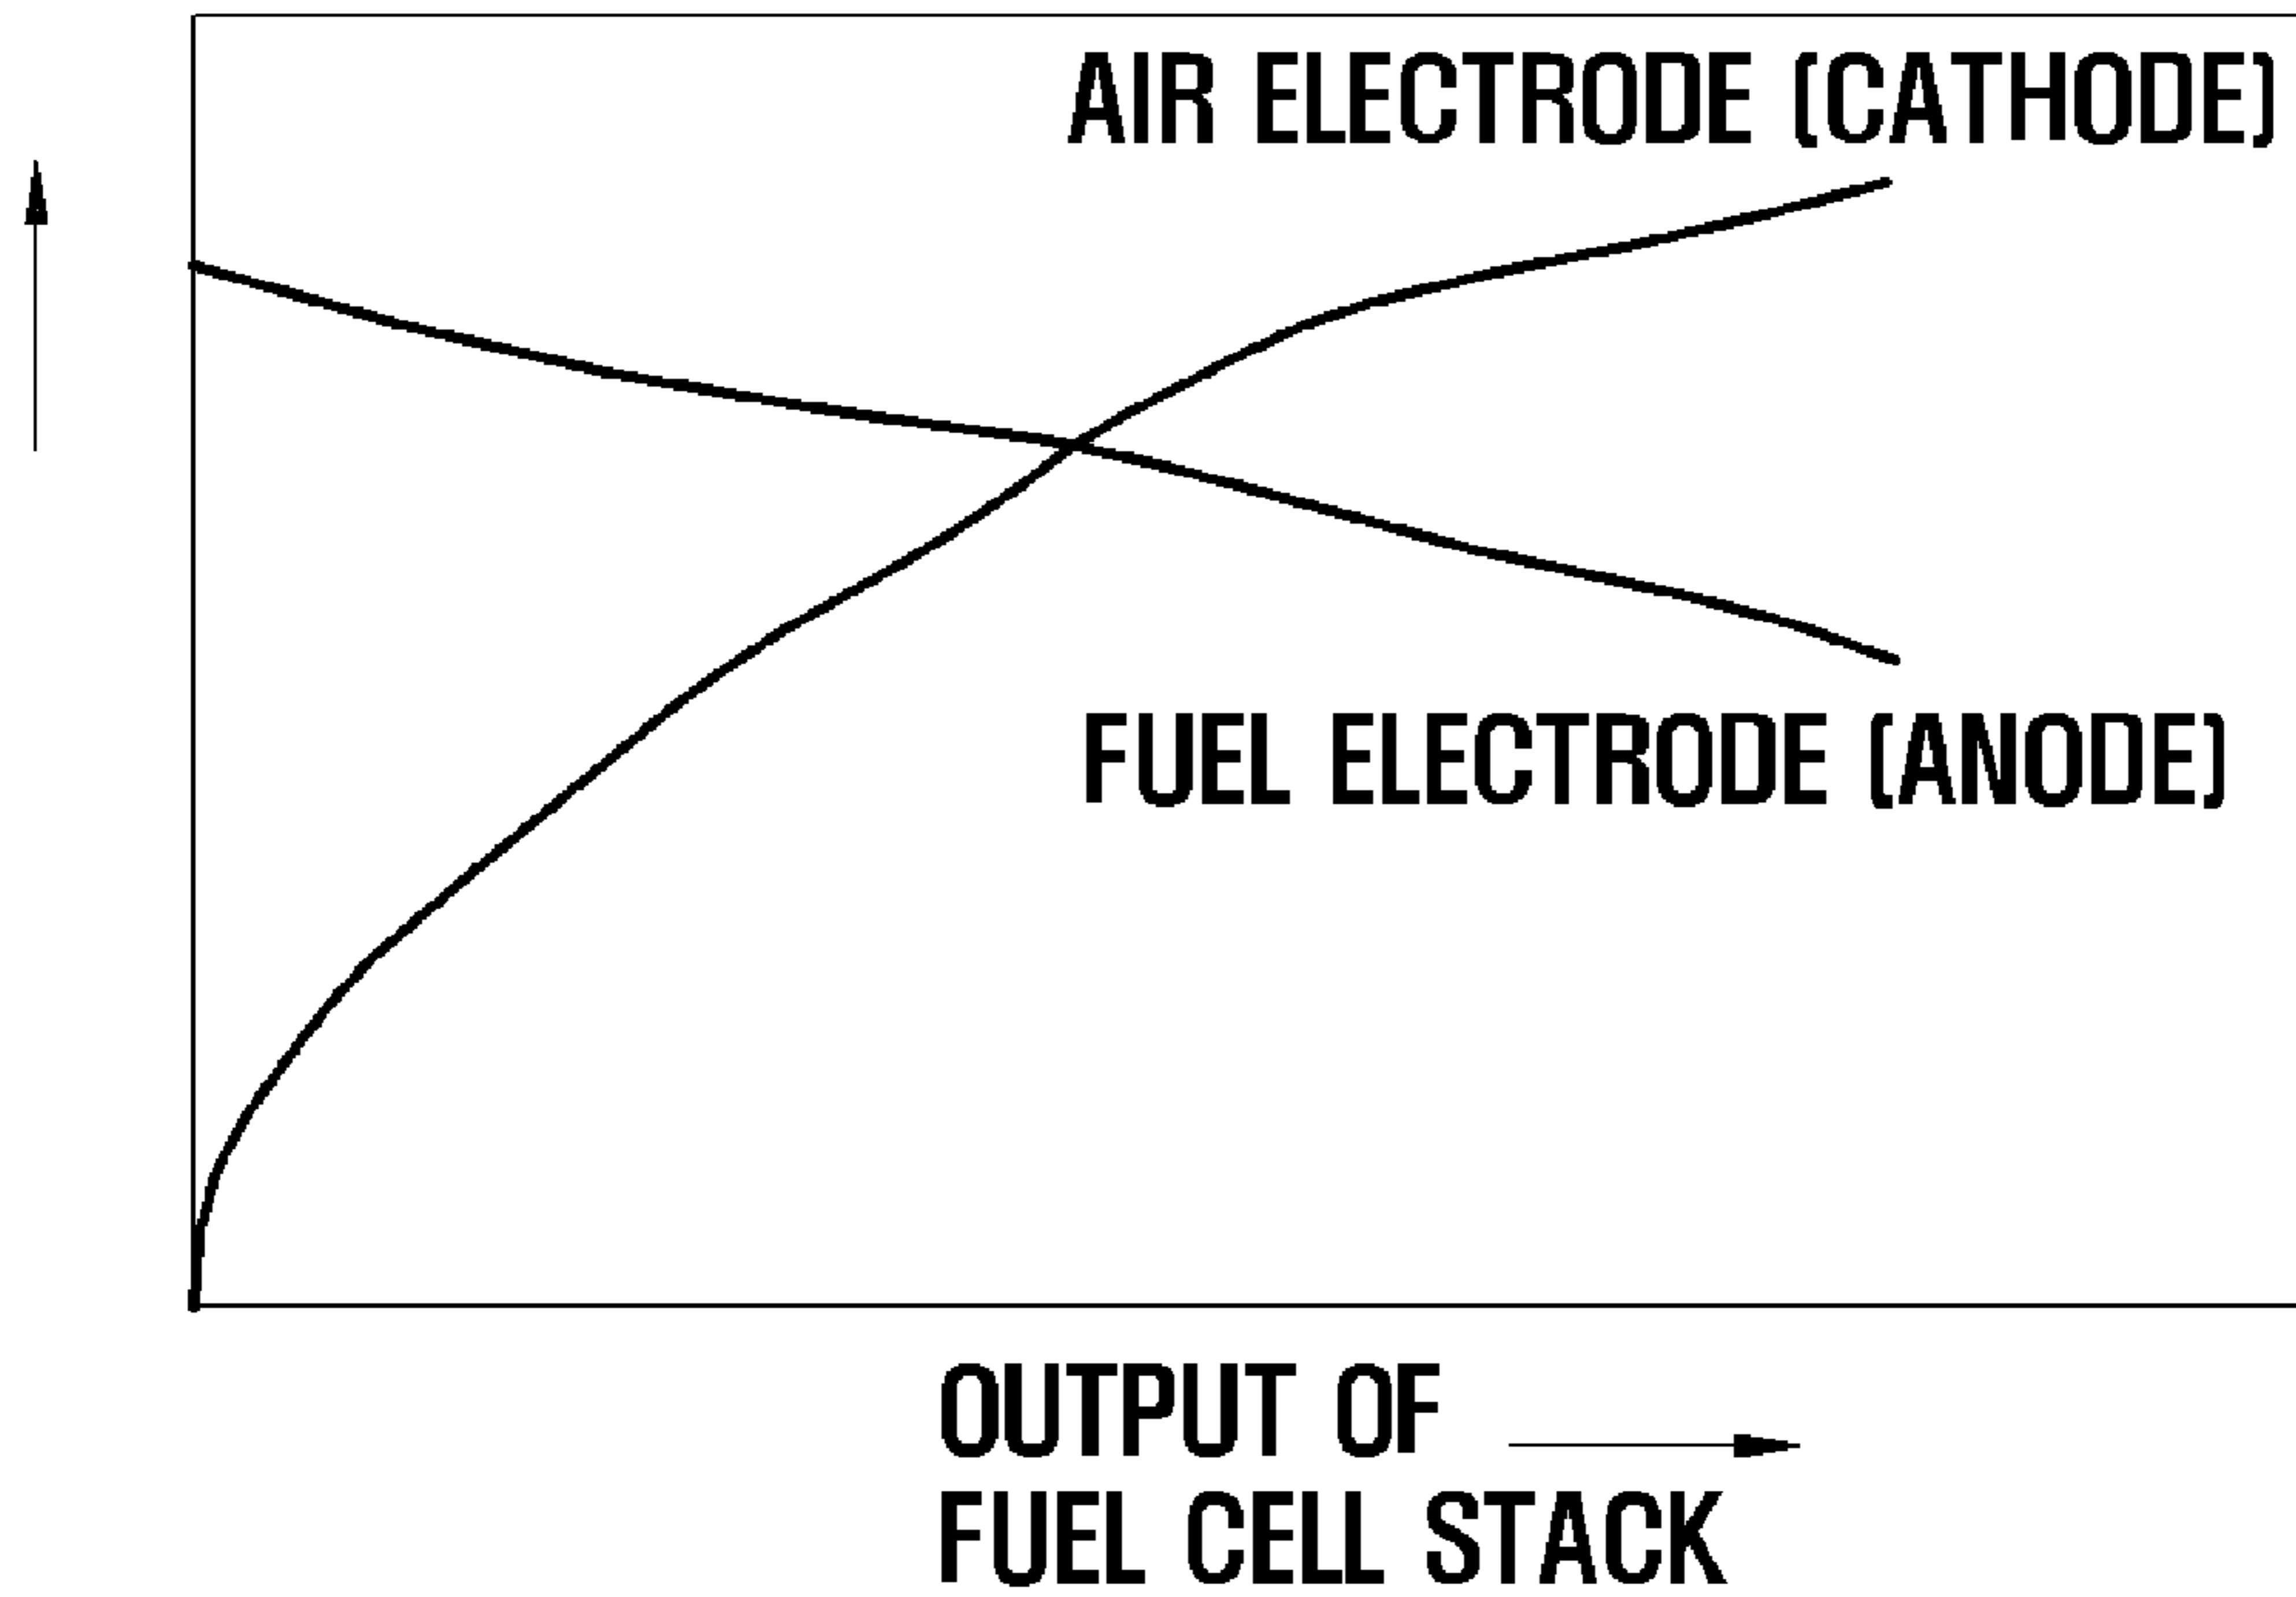 AIR ELECTRODE (CATHODE)
FUEL ELECTRODE (ANODE)
OUTPUT OF
FUEL CELL STACK